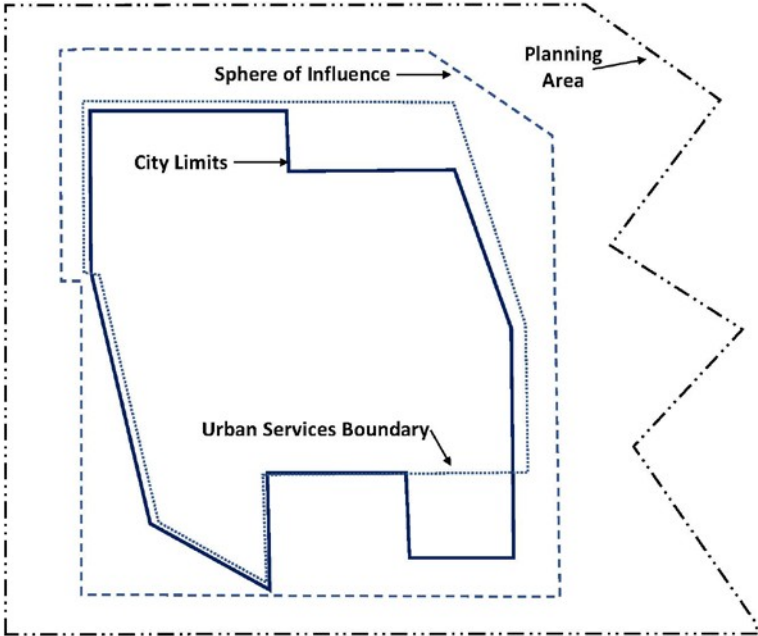 Planning
Area
Sphere of Influence
City Limits
Urban Services Boundary